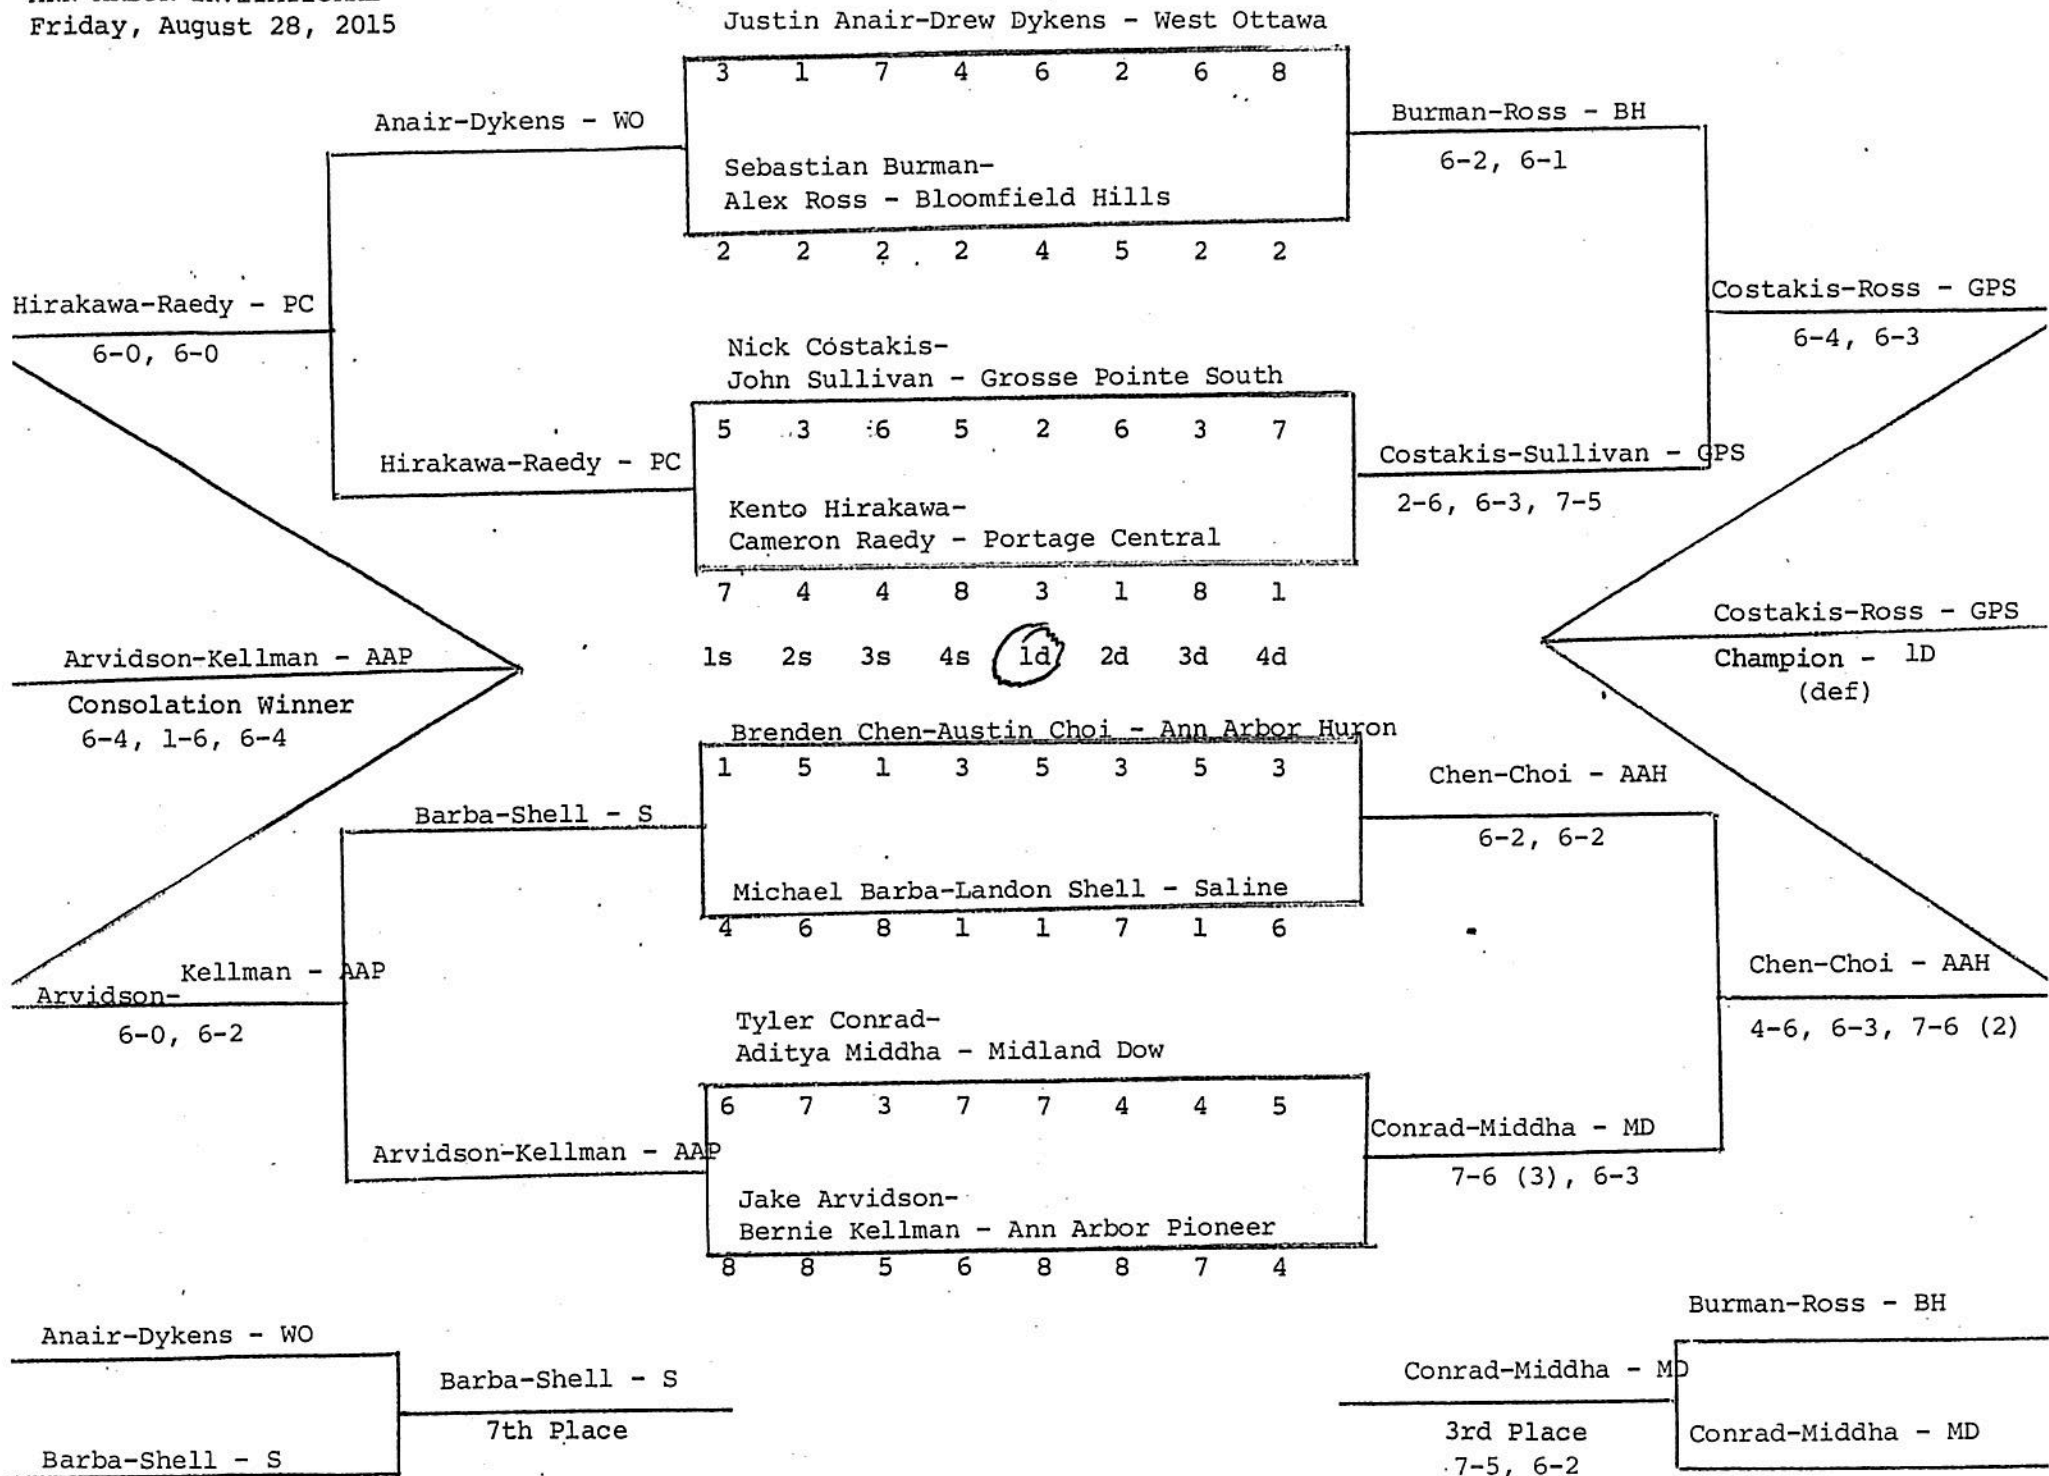 Friday, August 28, 2015
Justin Anair-Drew Dykens - West Ottawa
3 1 7 4 6 2 6 8
Anair-Dykens - WO
Burman-Ross - BH
6-2, 6-1
Sebastian Burman-
Alex Ross - Bloomfield Hills
2 2 2 2 4 5 2 2
Hirakawa-Raedy - PC
6-0, 6-0
Costakis-Ross - GPS
6-4, 6-3
Nick Costakis-
John Sullivan - Grosse Pointe South
5 3 6 5 2 6 3 7
Hirakawa-Raedy - PC
Costakis-Sullivan - GPS
2-6, 6-3, 7-5
Kento Hirakawa-
Cameron Raedy - Portage Central
7 4 4 8 3 1 8 1
1s 2s 3s 4s 1d 2d 3d 4d
Arvidson-Kellman - AAP
Consolation Winner
6-4, 1-6, 6-4
Costakis-Ross - GPS
Champion - 1D
(def)
Brenden Chen-Austin Choi - Ann Arbor Huron
1 5 1 3 5 3 5 3
Barba-Shell - S
Chen-Choi - AAH
6-2, 6-2
Michael Barba-Landon Shell - Saline
4 6 8 1 1 7 1 6
Kellman - AAP
Arvidson-
6-0, 6-2
Chen-Choi - AAH
4-6, 6-3, 7-6 (2)
Tyler Conrad-
Aditya Middha - Midland Dow
6 7 3 7 7 4 4 5
Arvidson-Kellman - AAP
Conrad-Middha - MD
7-6 (3), 6-3
Jake Arvidson-
Bernie Kellman - Ann Arbor Pioneer
8 8 5 6 8 8 7 4
Anair-Dykens - WO
Barba-Shell - S
7th Place
Barba-Shell - S
Burman-Ross - BH
Conrad-Middha - MD
3rd Place
7-5, 6-2
Conrad-Middha - MD